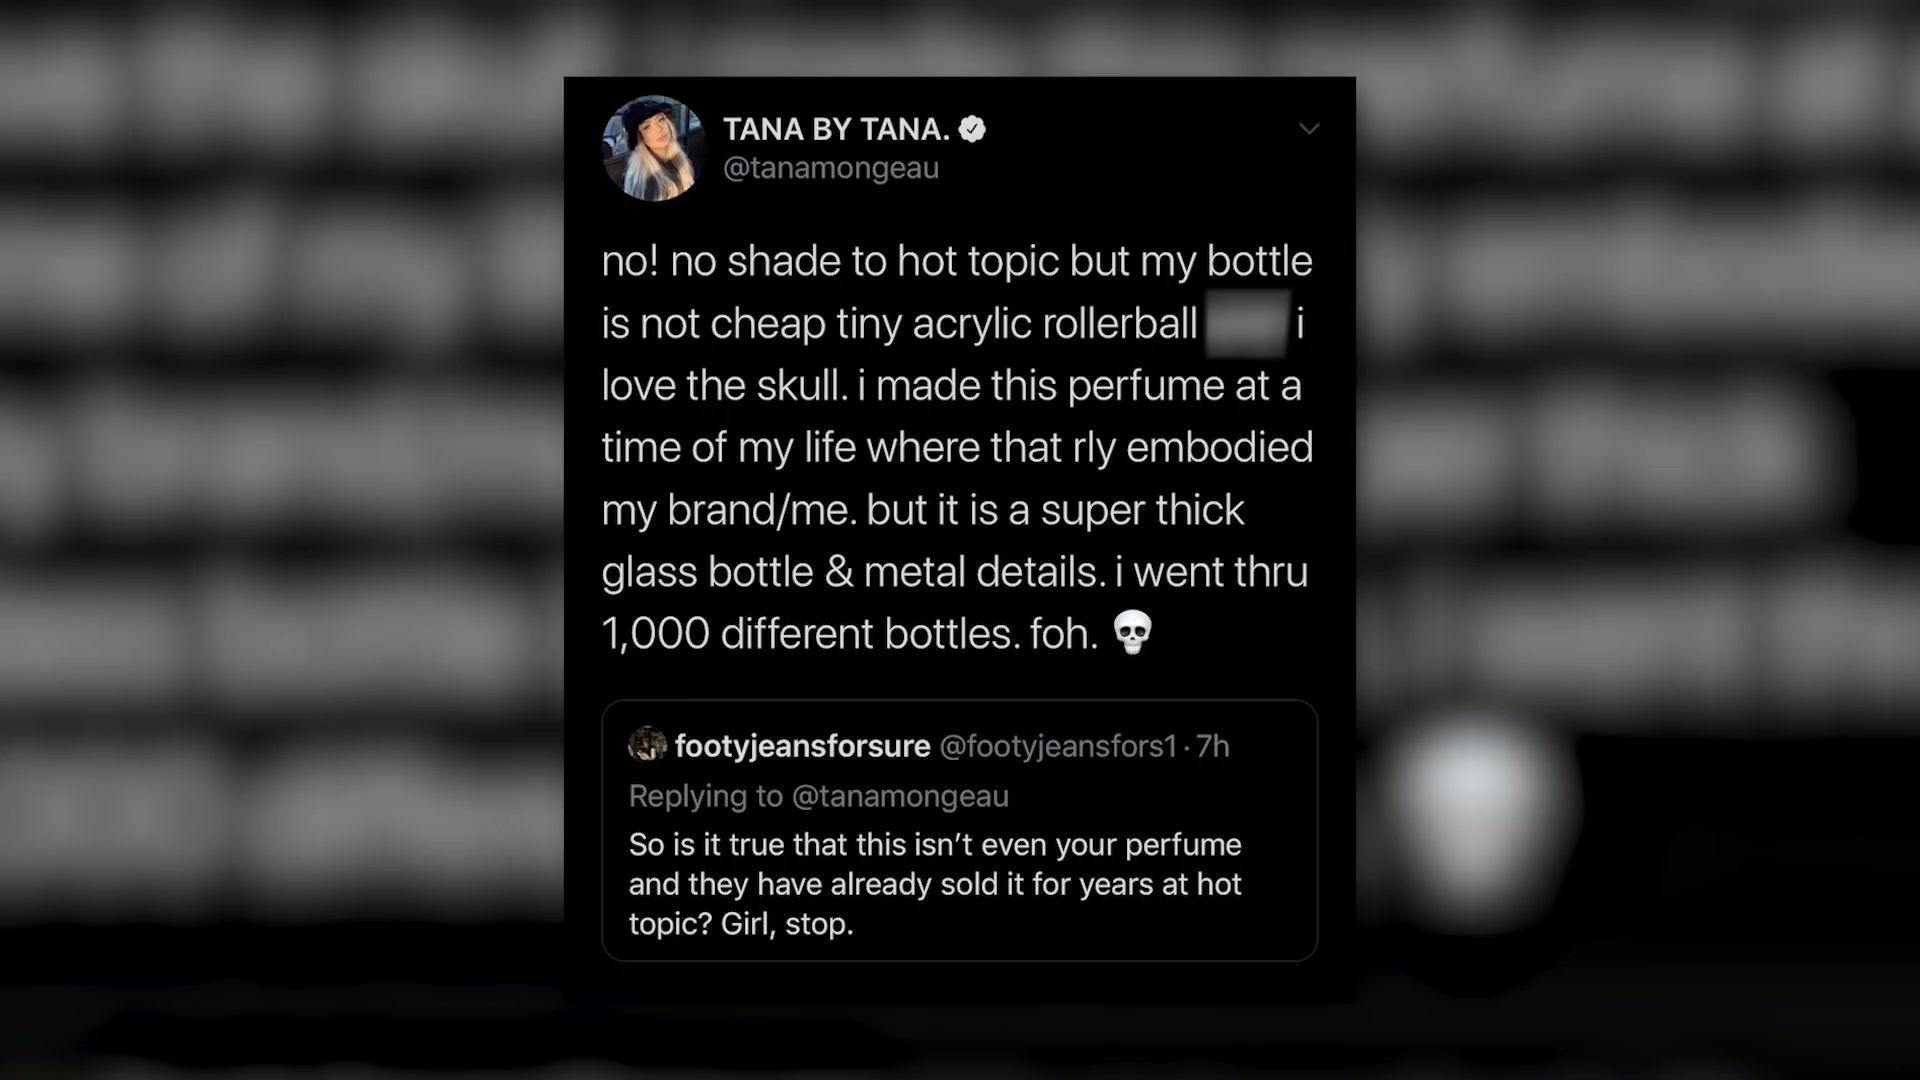 TANA BY TANA.
@tanamongeau
no! no shade to hot topic but my bottle
is not cheap tiny acrylic rollerball i
love the skull. i made this perfume at a
time of my life where that rly embodied
my brand/me. but it is a super thick
glass bottle & metal details. i went thru
1,000 different bottles. foh. 💀
footyjeansforsure @footyjeansfors1 · 7h
Replying to @tanamongeau
So is it true that this isn’t even your perfume
and they have already sold it for years at hot
topic? Girl, stop.